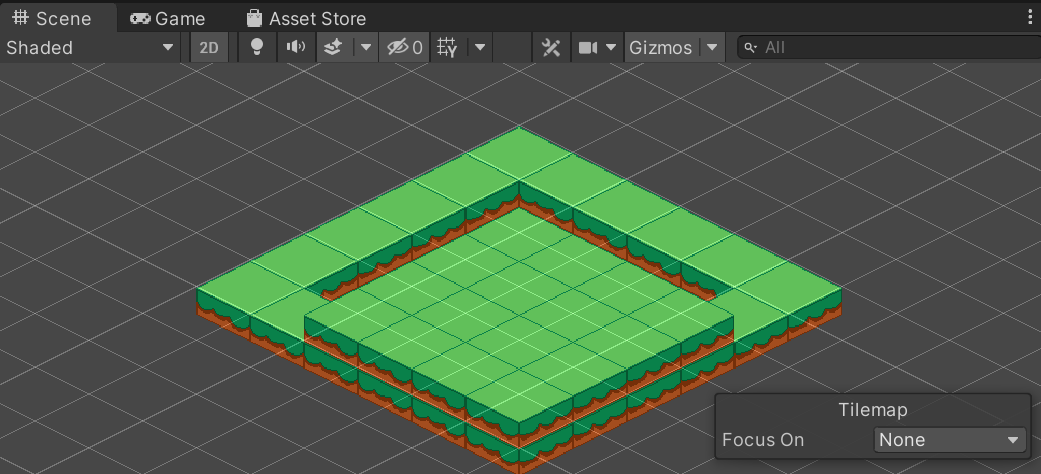 Scene Game Asset Store
Shaded 2D 0 Gizmos All
Tilemap
Focus On None